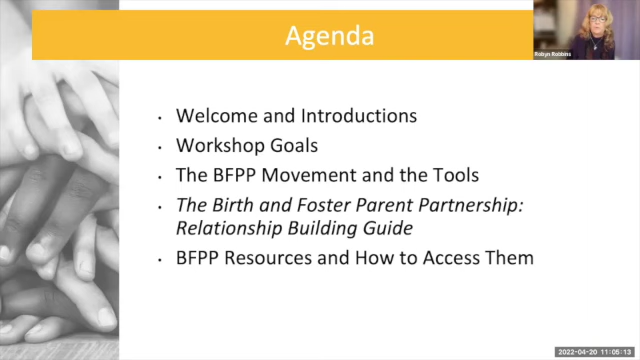 Agenda
Robyn Robbins
• Welcome and Introductions
• Workshop Goals
• The BFPP Movement and the Tools
• The Birth and Foster Parent Partnership:
Relationship Building Guide
• BFPP Resources and How to Access Them
2022-04-20 11:05:13